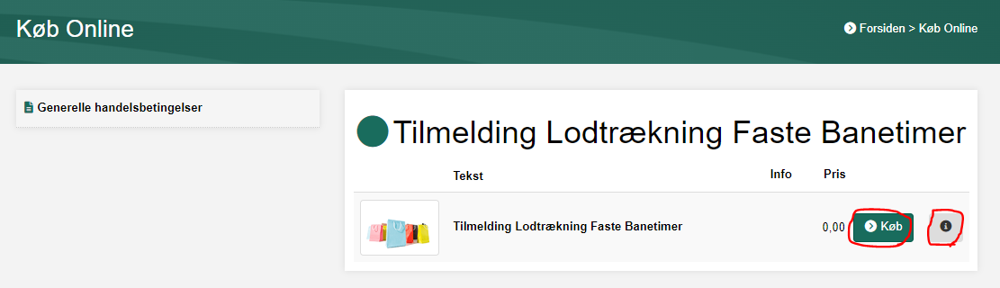 Køb Online
Forsiden > Køb Online
Generelle handelsbetingelser
Tilmelding Lodtrækning Faste Banetimer
Tekst Info Pris
Tilmelding Lodtrækning Faste Banetimer 0,00 Køb